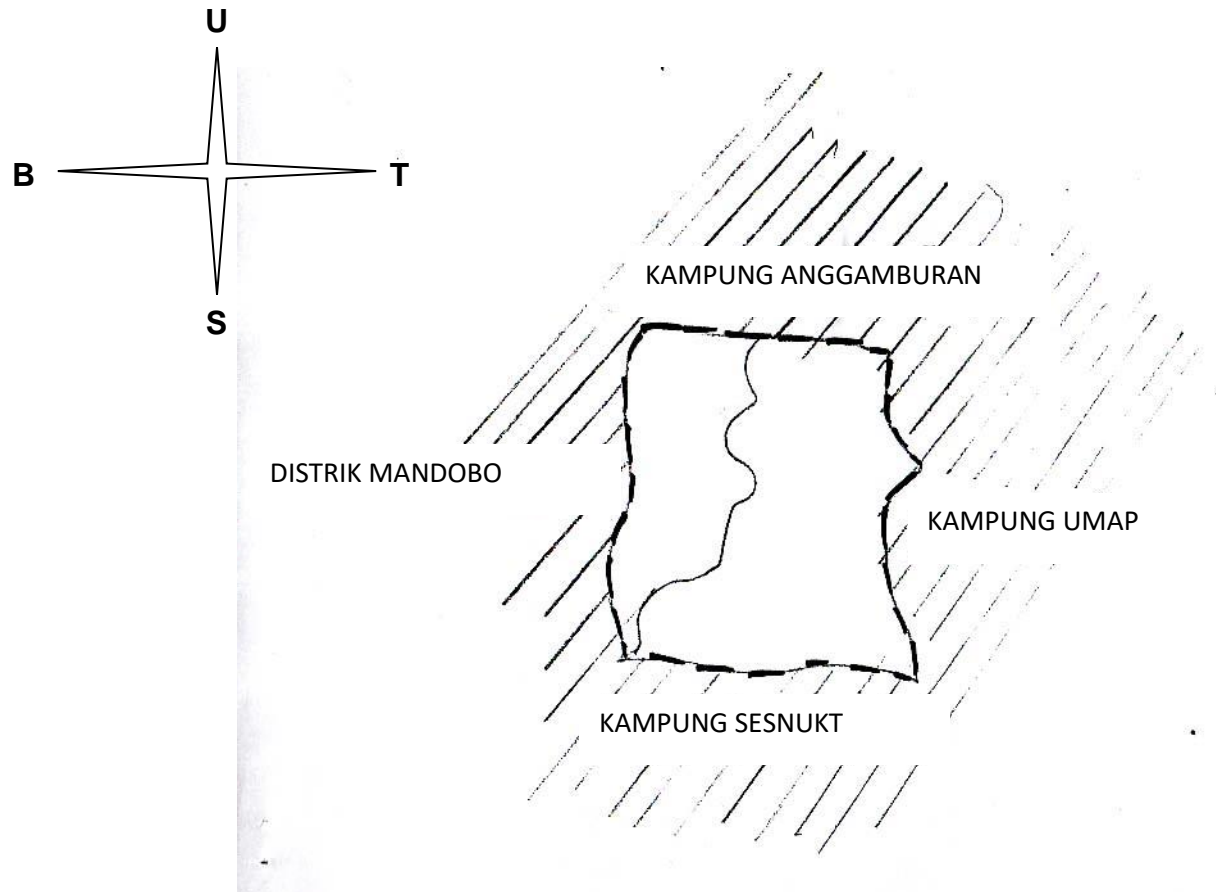 U
B
T
S
KAMPUNG ANGGAMBURAN
DISTRIK MANDOBO
KAMPUNG UMAP
KAMPUNG SESNUKT